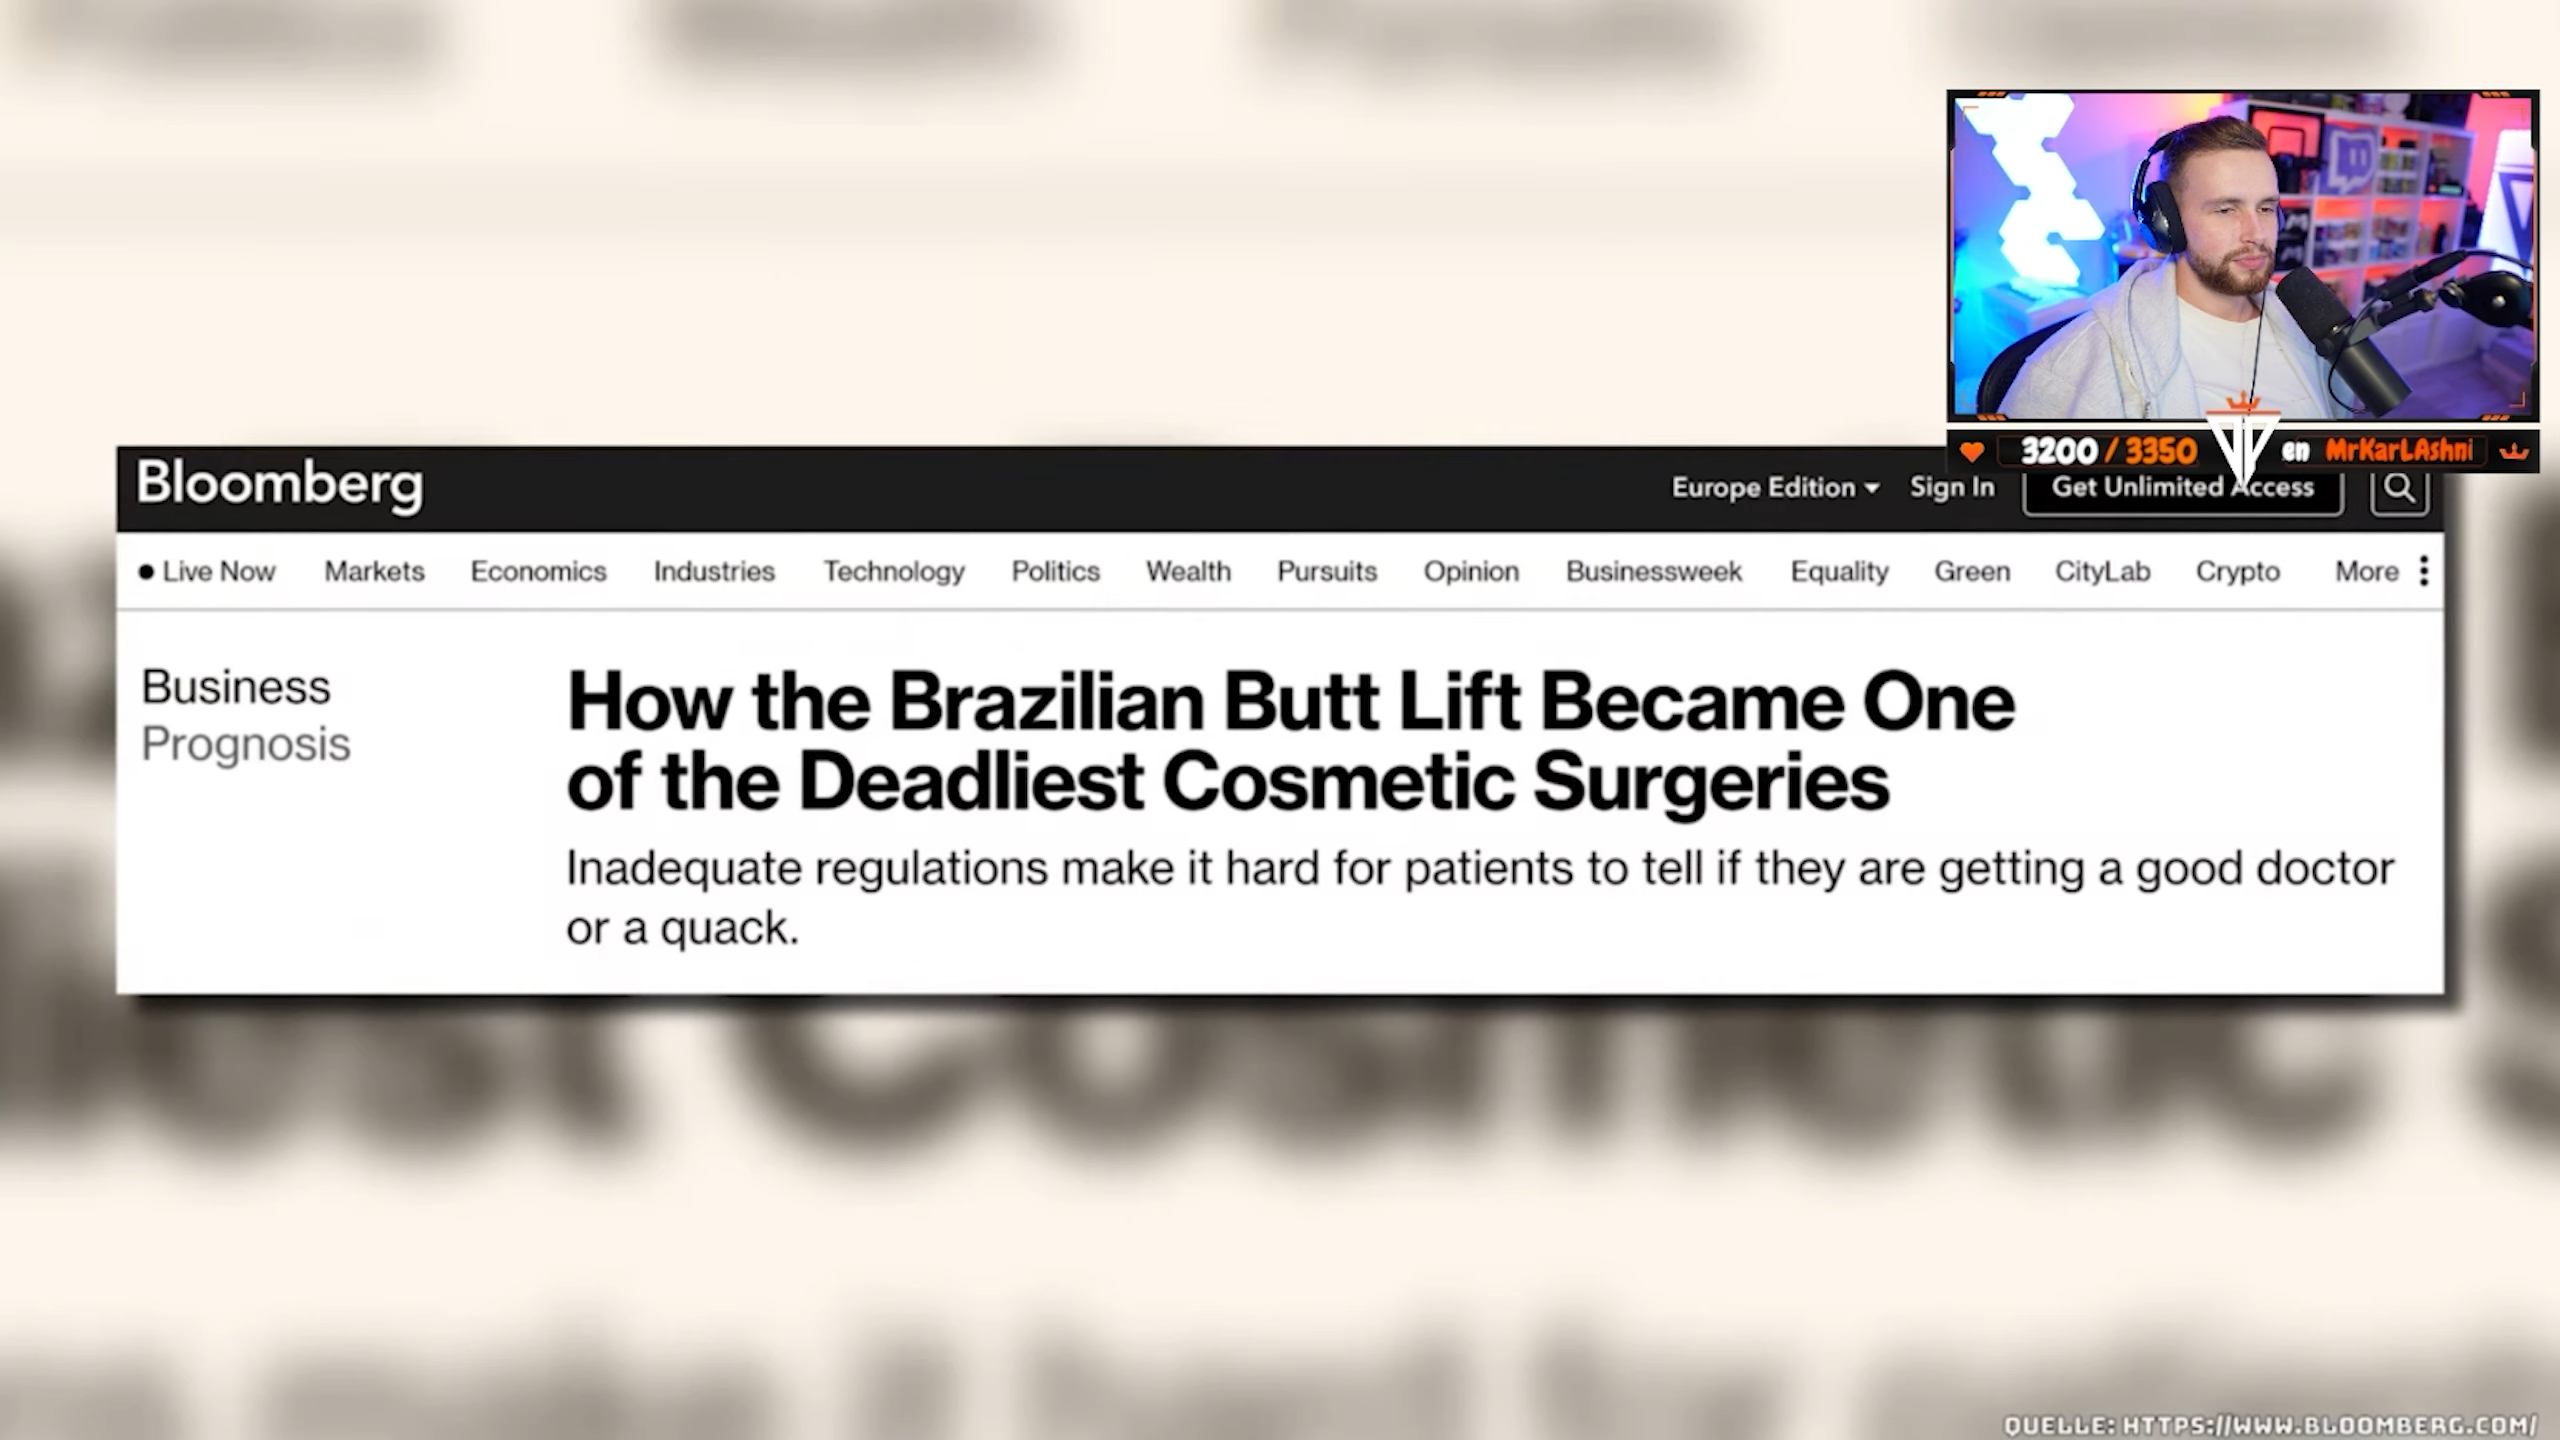 Bloomberg
Europe Edition
Sign In
Get Unlimited Access
3200 / 3350
en
MrKarLAshni
Live Now
Markets
Economics
Industries
Technology
Politics
Wealth
Pursuits
Opinion
Businessweek
Equality
Green
CityLab
Crypto
More
Business
Prognosis
How the Brazilian Butt Lift Became One
of the Deadliest Cosmetic Surgeries
Inadequate regulations make it hard for patients to tell if they are getting a good doctor
or a quack.
QUELLE: HTTPS://WWW.BLOOMBERG.COM/